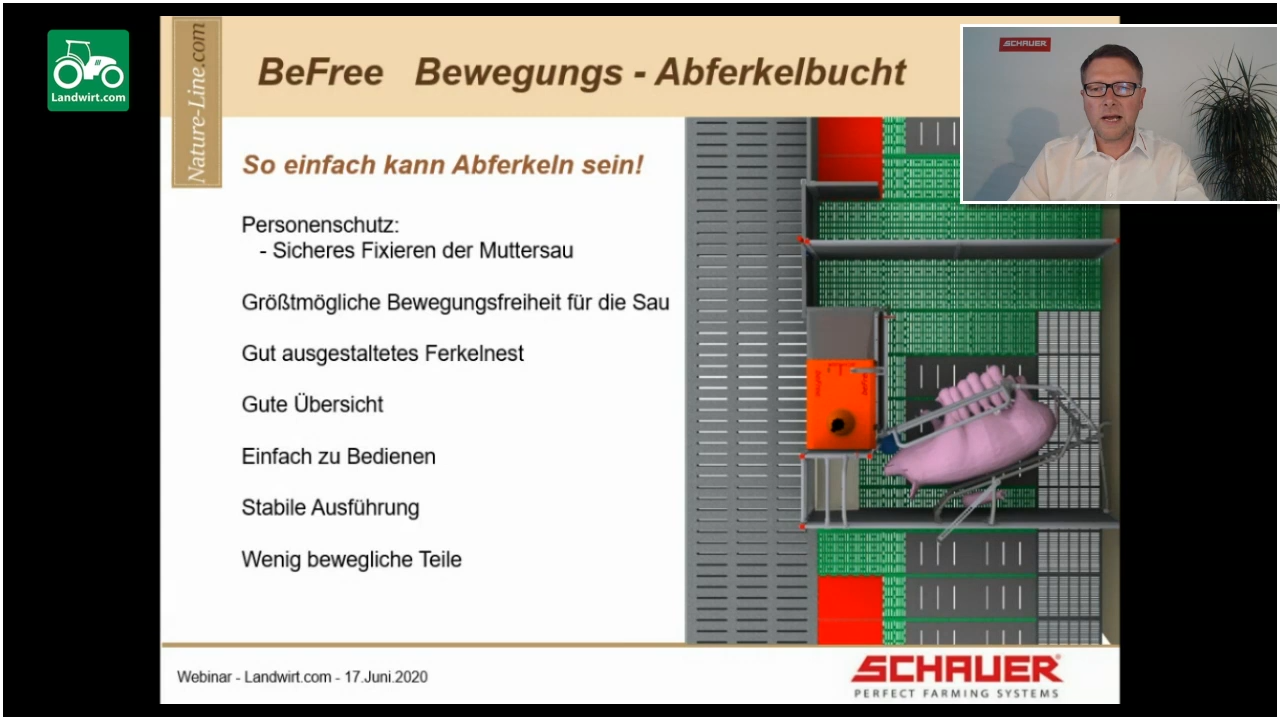 Landwirt.com
Nature-Line.com
BeFree Bewegungs - Abferkelbucht
SCHAUER
So einfach kann Abferkeln sein!
Personenschutz:
- Sicheres Fixieren der Muttersau
Größtmögliche Bewegungsfreiheit für die Sau
Gut ausgestaltetes Ferkelnest
Gute Übersicht
Einfach zu Bedienen
Stabile Ausführung
Wenig bewegliche Teile
Webinar - Landwirt.com - 17.Juni.2020
SCHAUER®
PERFECT FARMING SYSTEMS